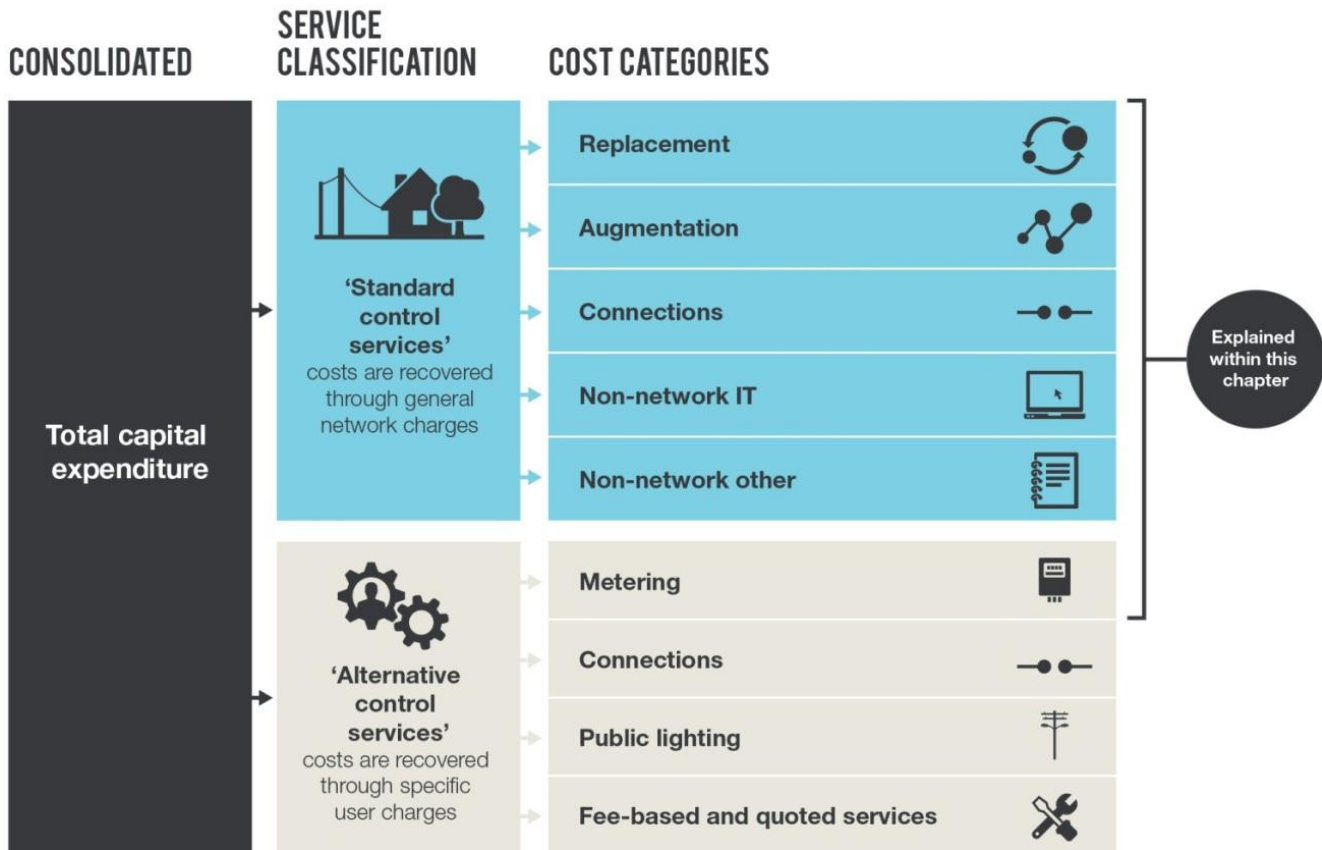 CONSOLIDATED
SERVICE
CLASSIFICATION
COST CATEGORIES
Total capital
expenditure
‘Standard
control
services’
costs are recovered
through general
network charges
Replacement
Augmentation
Connections
Non-network IT
Non-network other
‘Alternative
control
services’
costs are recovered
through specific
user charges
Metering
Connections
Public lighting
Fee-based and quoted services
Explained
within this
chapter